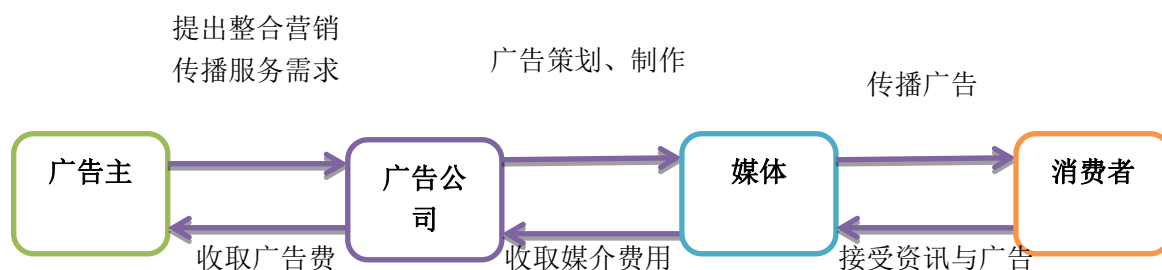 提出整合营销
传播服务需求
广告策划、制作
传播广告
广告主
广告公
司
媒体
消费者
收取广告费
收取媒介费用
接受资讯与广告